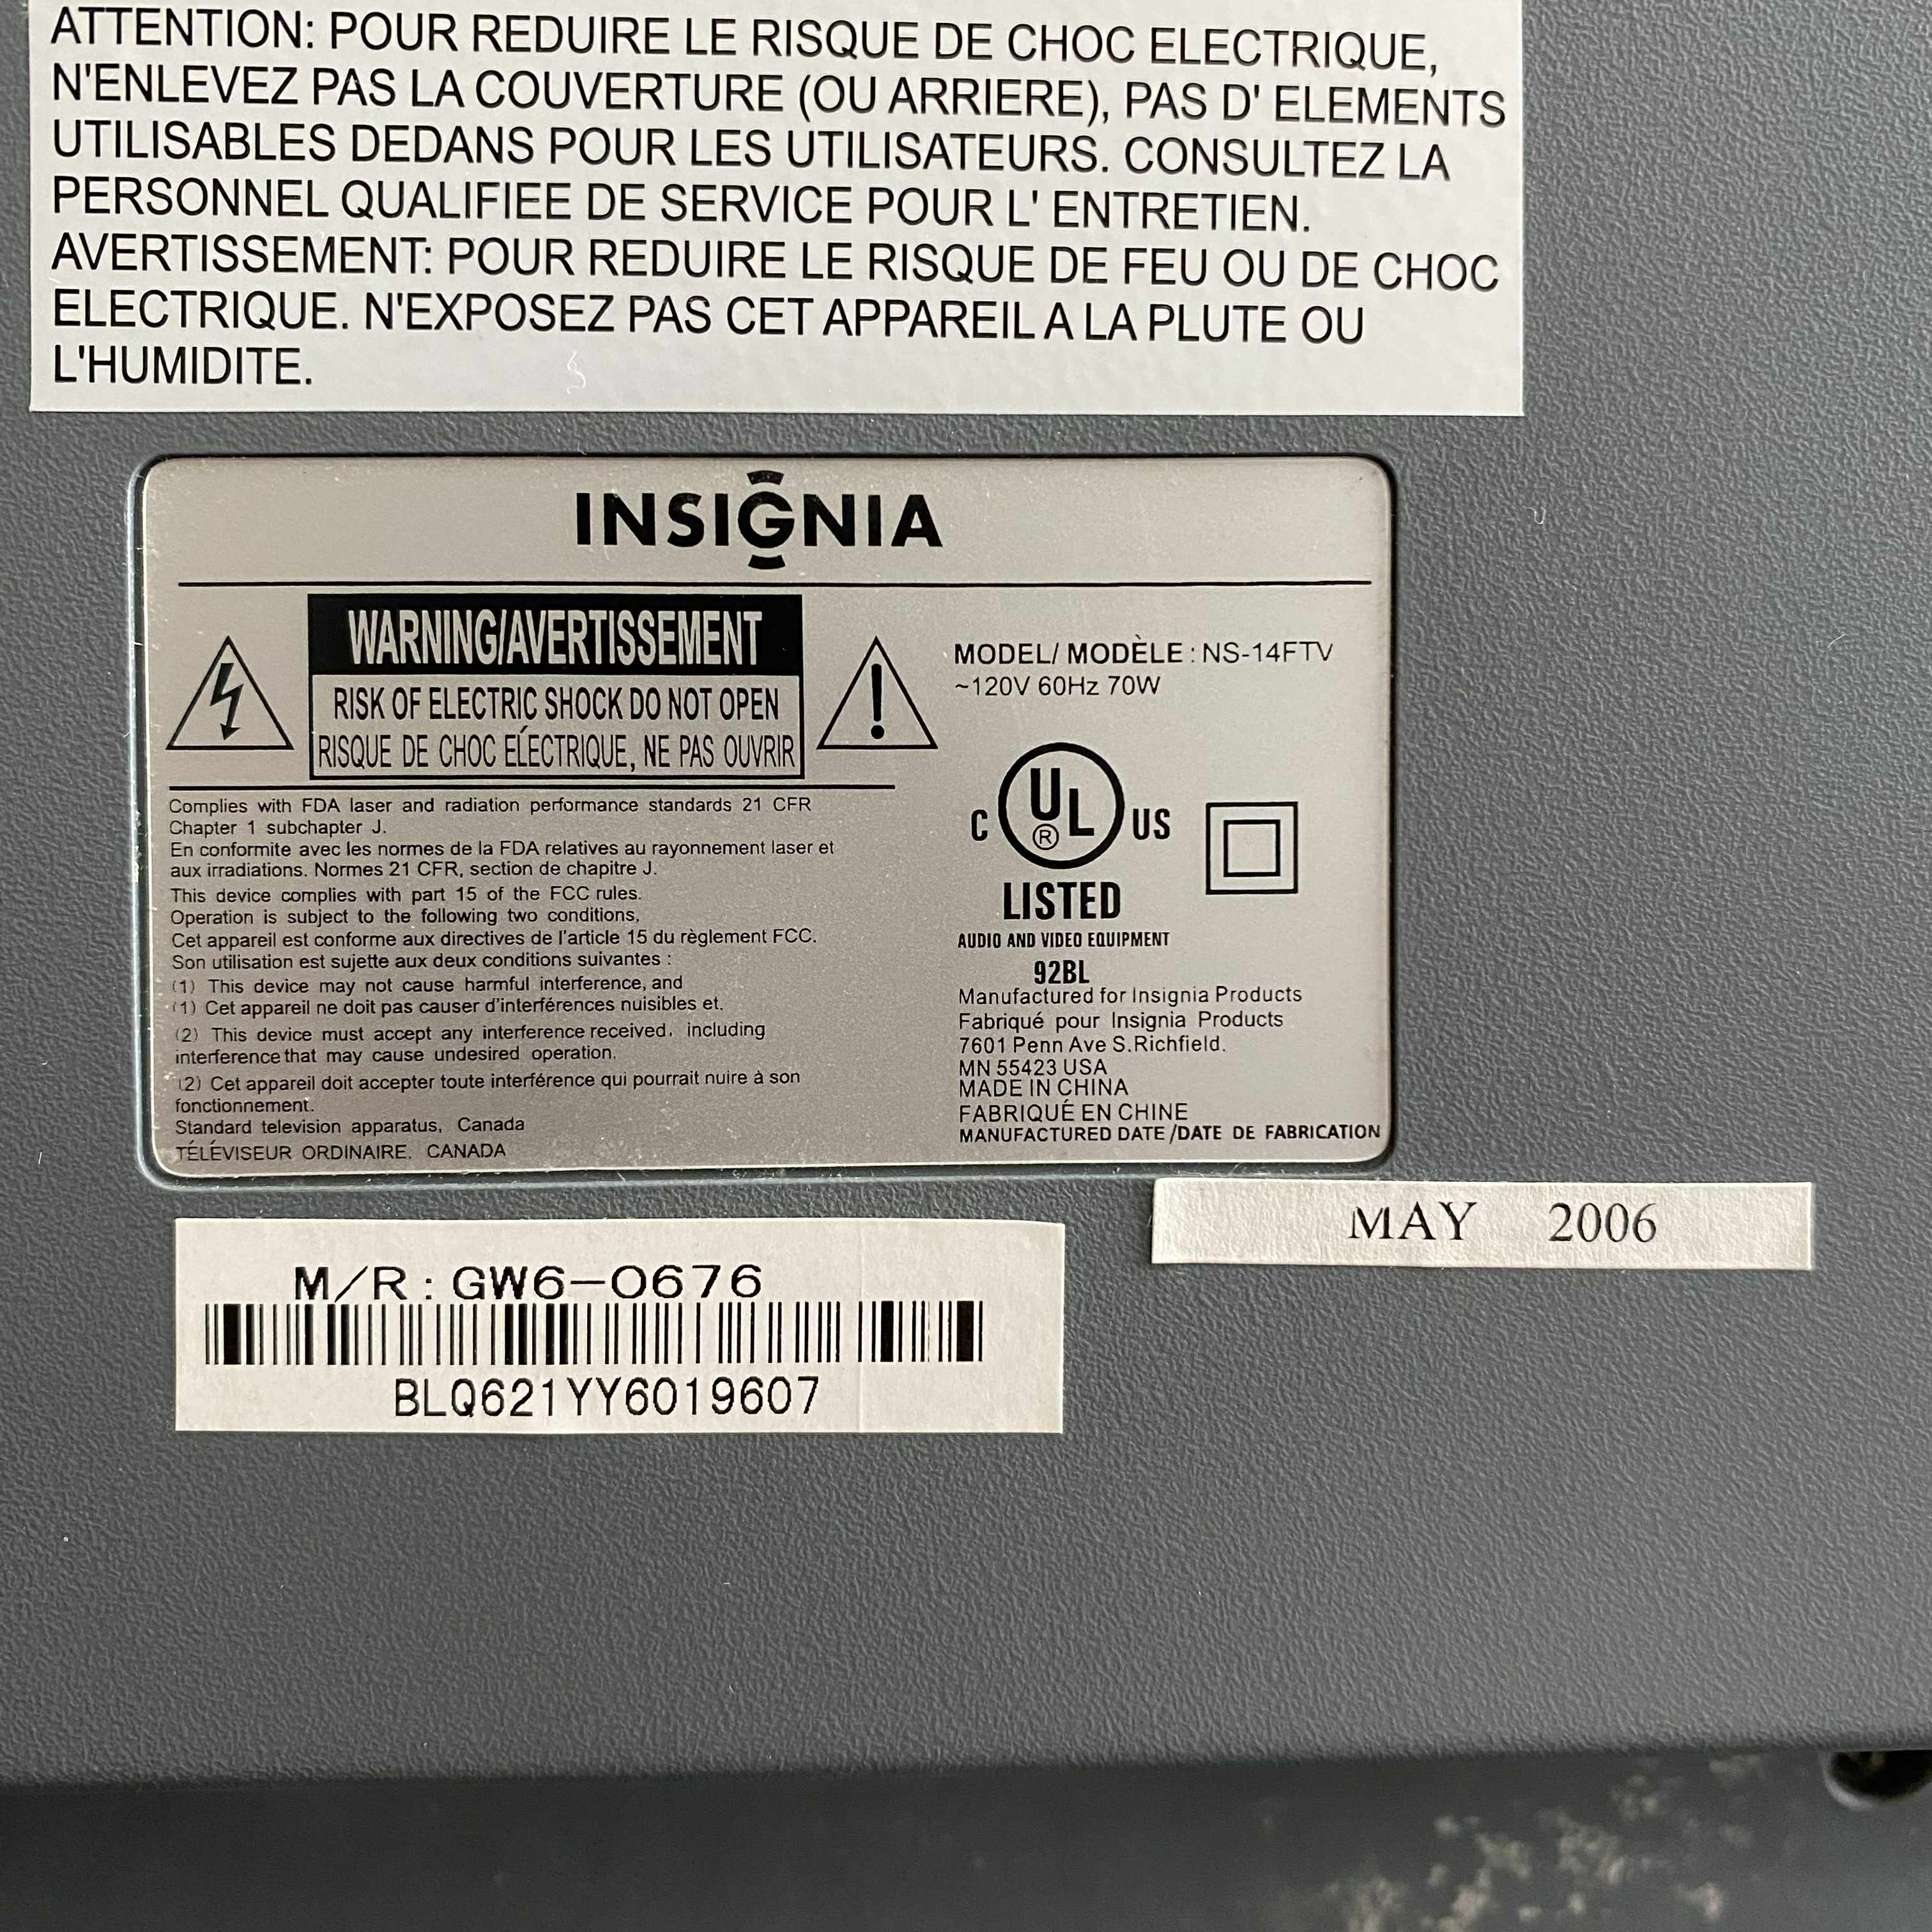 ATTENTION: POUR REDUIRE LE RISQUE DE CHOC ELECTRIQUE,
N'ENLEVEZ PAS LA COUVERTURE (OU ARRIERE), PAS D' ELEMENTS
UTILISABLES DEDANS POUR LES UTILISATEURS. CONSULTEZ LA
PERSONNEL QUALIFIEE DE SERVICE POUR L' ENTRETIEN.
AVERTISSEMENT: POUR REDUIRE LE RISQUE DE FEU OU DE CHOC
ELECTRIQUE. N'EXPOSEZ PAS CET APPAREIL A LA PLUTE OU
L'HUMIDITE.
INSIGNIA
WARNING/AVERTISSEMENT
RISK OF ELECTRIC SHOCK DO NOT OPEN
RISQUE DE CHOC ELÉCTRIQUE, NE PAS OUVRIR
Complies with FDA laser and radiation performance standards 21 CFR
Chapter 1 subchapter J.
En conformite avec les normes de la FDA relatives au rayonnement laser et
aux irradiations. Normes 21 CFR, section de chapitre J.
This device complies with part 15 of the FCC rules.
Operation is subject to the following two conditions,
Cet appareil est conforme aux directives de l'article 15 du règlement FCC.
Son utilisation est sujette aux deux conditions suivantes :
(1) This device may not cause harmful interference, and
(1) Cet appareil ne doit pas causer d'interférences nuisibles et.
(2) This device must accept any interference received, including
interference that may cause undesired operation.
(2) Cet appareil doit accepter toute interférence qui pourrait nuire à son
fonctionnement.
Standard television apparatus, Canada
TÉLÉVISEUR ORDINAIRE. CANADA
MODEL/ MODÈLE : NS-14FTV
~120V 60Hz 70W
C UL ® US
LISTED
AUDIO AND VIDEO EQUIPMENT
92BL
Manufactured for Insignia Products
Fabriqué pour Insignia Products
7601 Penn Ave S.Richfield.
MN 55423 USA
MADE IN CHINA
FABRIQUÉ EN CHINE
MANUFACTURED DATE /DATE DE FABRICATION
MAY 2006
M/R : GW6-0676
BLQ621YY6019607